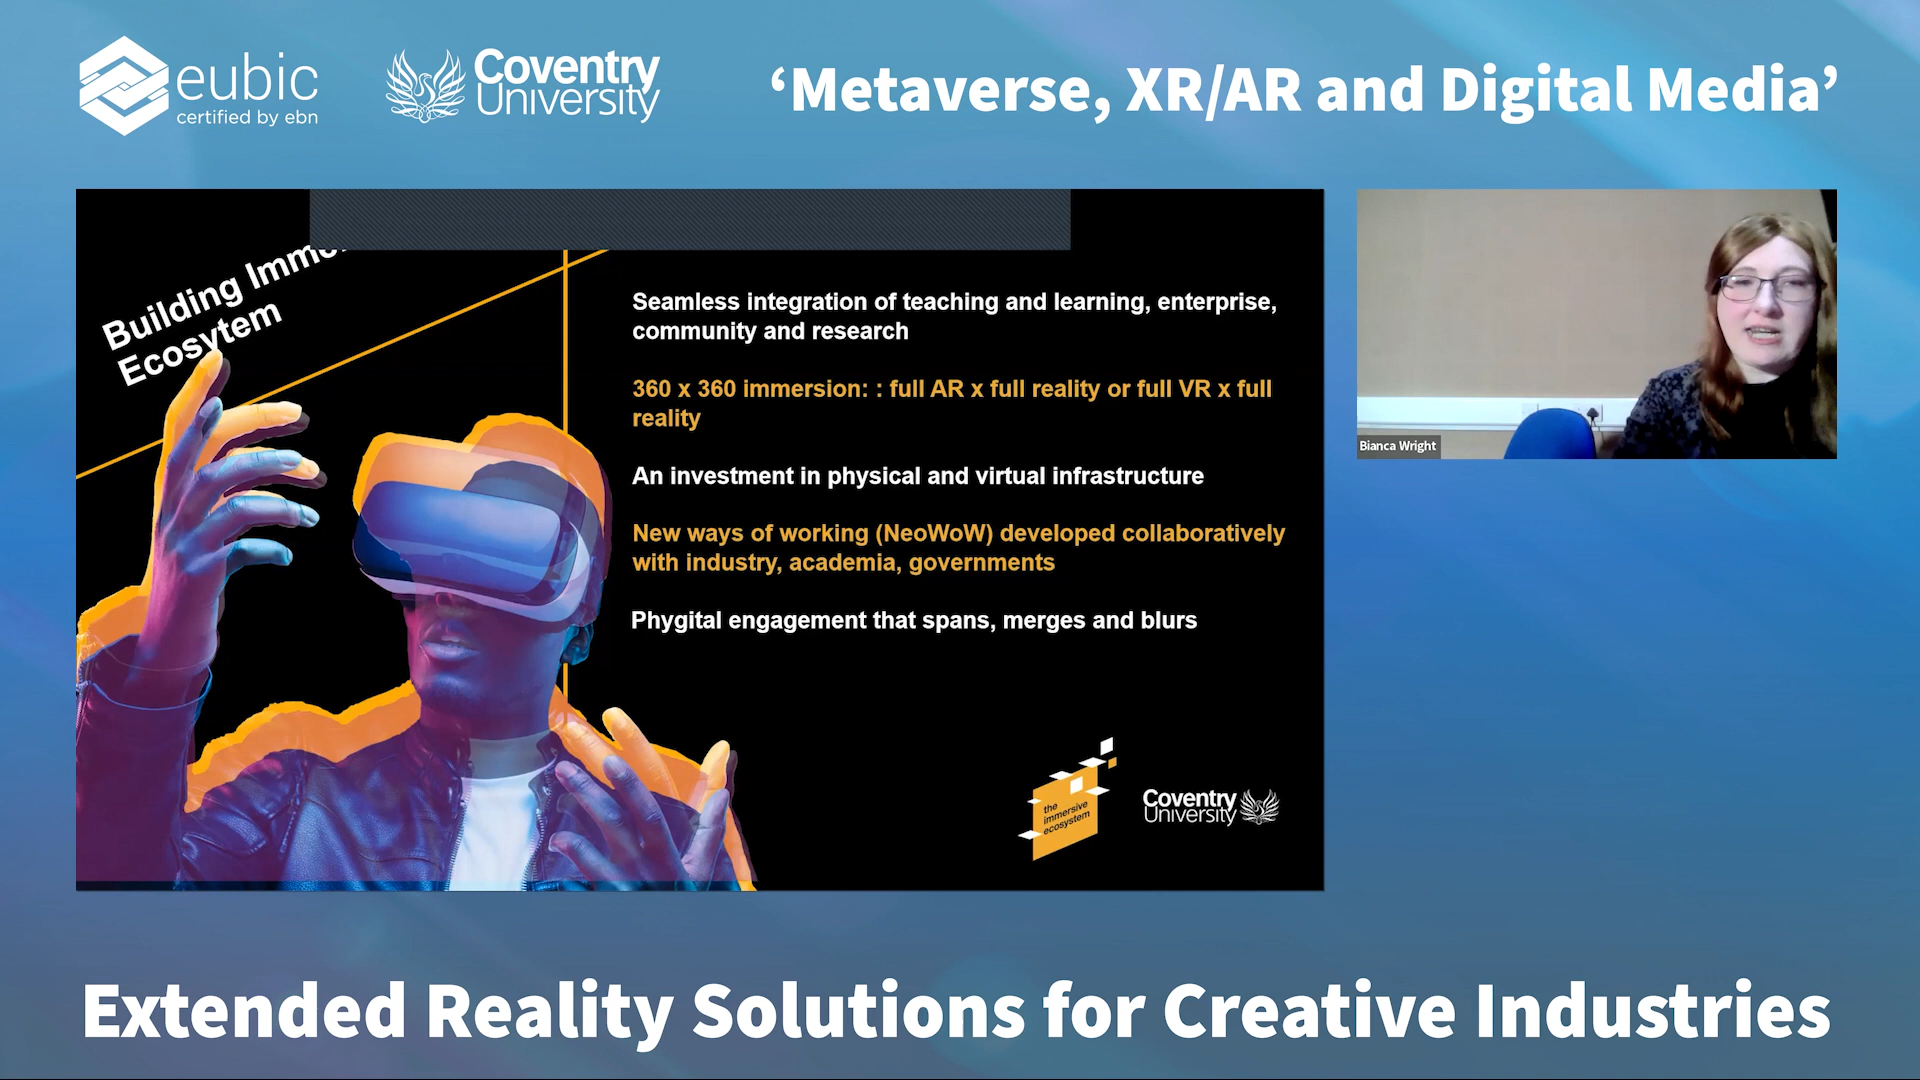 eubic
certified by ebn
Coventry
University
‘Metaverse, XR/AR and Digital Media’
Building
Ecosytem
Seamless integration of teaching and learning, enterprise,
community and research
360 x 360 immersion: : full AR x full reality or full VR x full
reality
An investment in physical and virtual infrastructure
New ways of working (NeoWoW) developed collaboratively
with industry, academia, governments
Phygital engagement that spans, merges and blurs
the
immersive
ecosystem
Coventry
University
Bianca Wright
Extended Reality Solutions for Creative Industries